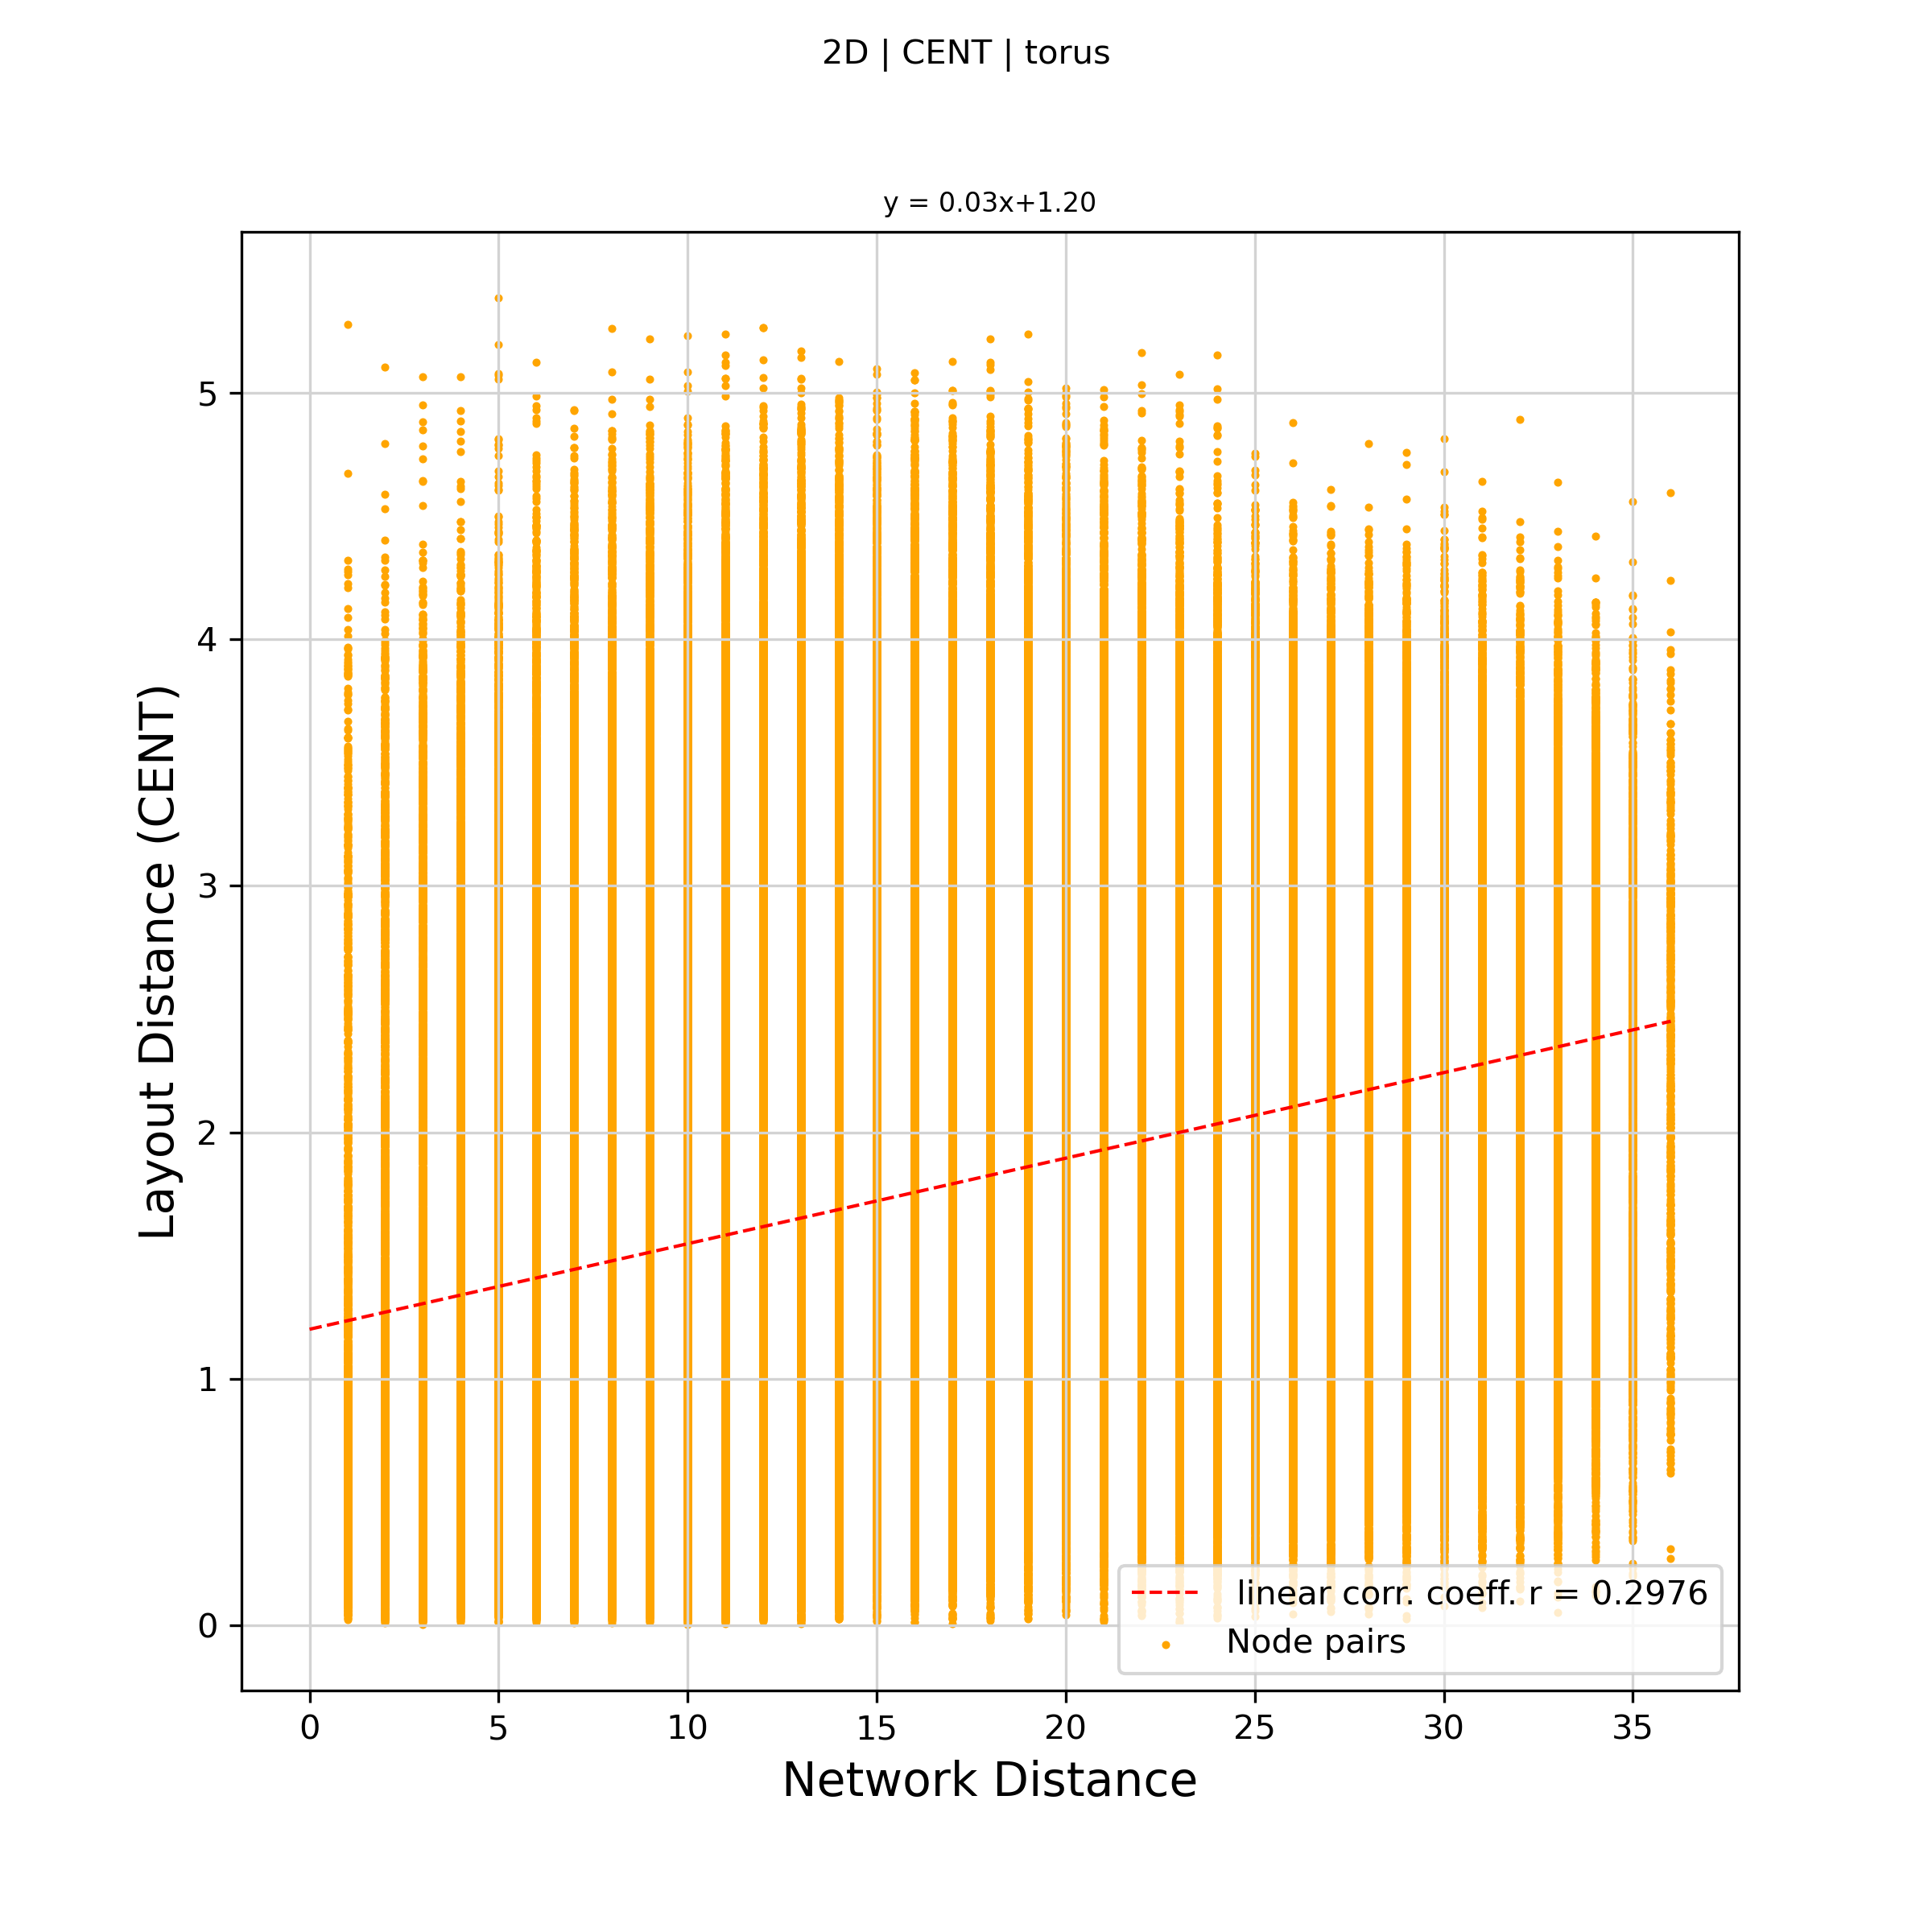 2D | CENT | torus
y = 0.03x+1.20
Layout Distance (CENT)
5
4
3
2
1
0
linear corr. coeff. r = 0.2976
Node pairs
0 5 10 15 20 25 30 35
Network Distance